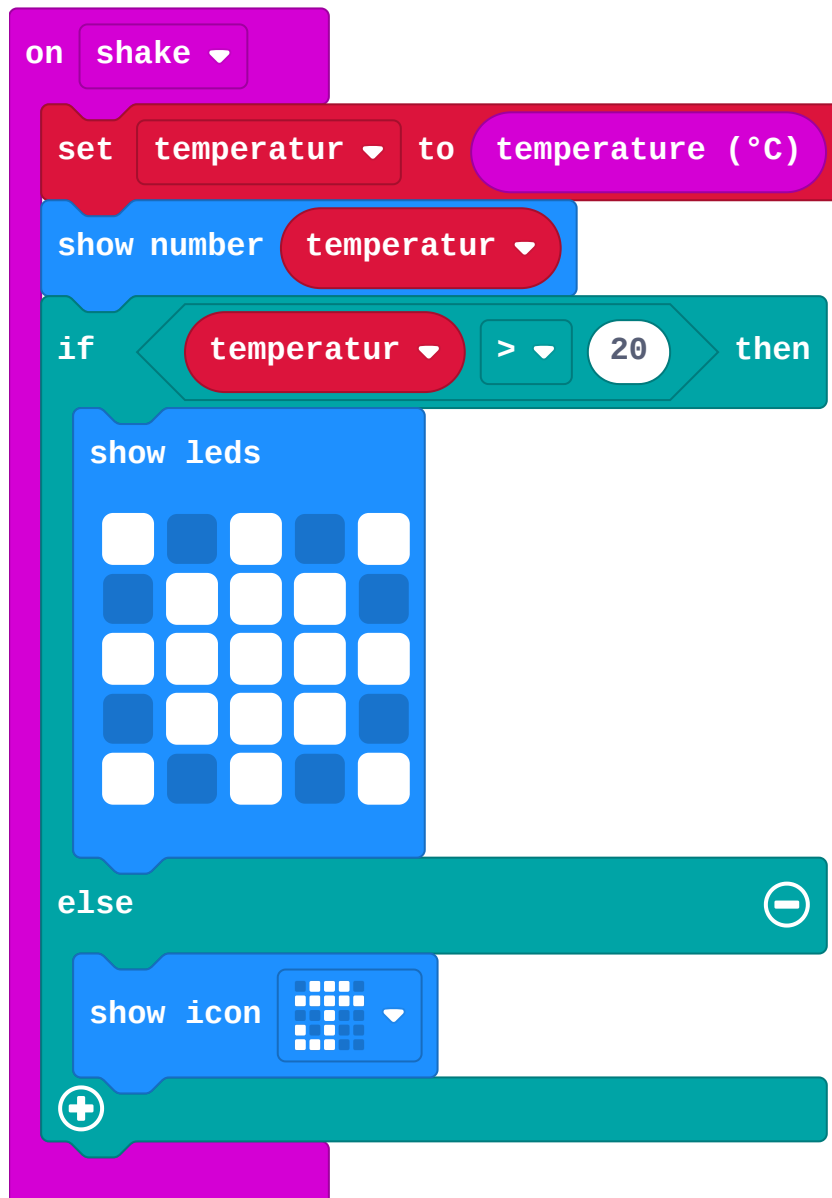 on shake
set temperatur to temperature (°C)
show number temperatur
if temperatur > 20 then
show leds
else
show icon